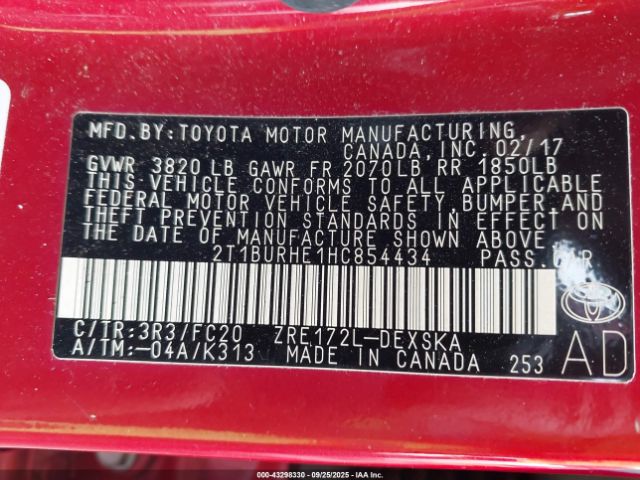 MFD. BY: TOYOTA MOTOR MANUFACTURING,
CANADA, INC. 02/17
GVWR 3820 LB GAWR FR 2070LB RR 1850LB
THIS VEHICLE CONFORMS TO ALL APPLICABLE
FEDERAL MOTOR VEHICLE SAFETY, BUMPER AND
THEFT PREVENTION STANDARDS IN EFFECT ON
THE DATE OF MANUFACTURE SHOWN ABOVE.
2T1BURHE1HC854434 PASS. CAR
C/TR:3R3/FC20 ZRE172L-DEXSKA
A/TM:-04A/K313 MADE IN CANADA 253
AD
000-43298330 - 09/25/2025 - IAAI.COM